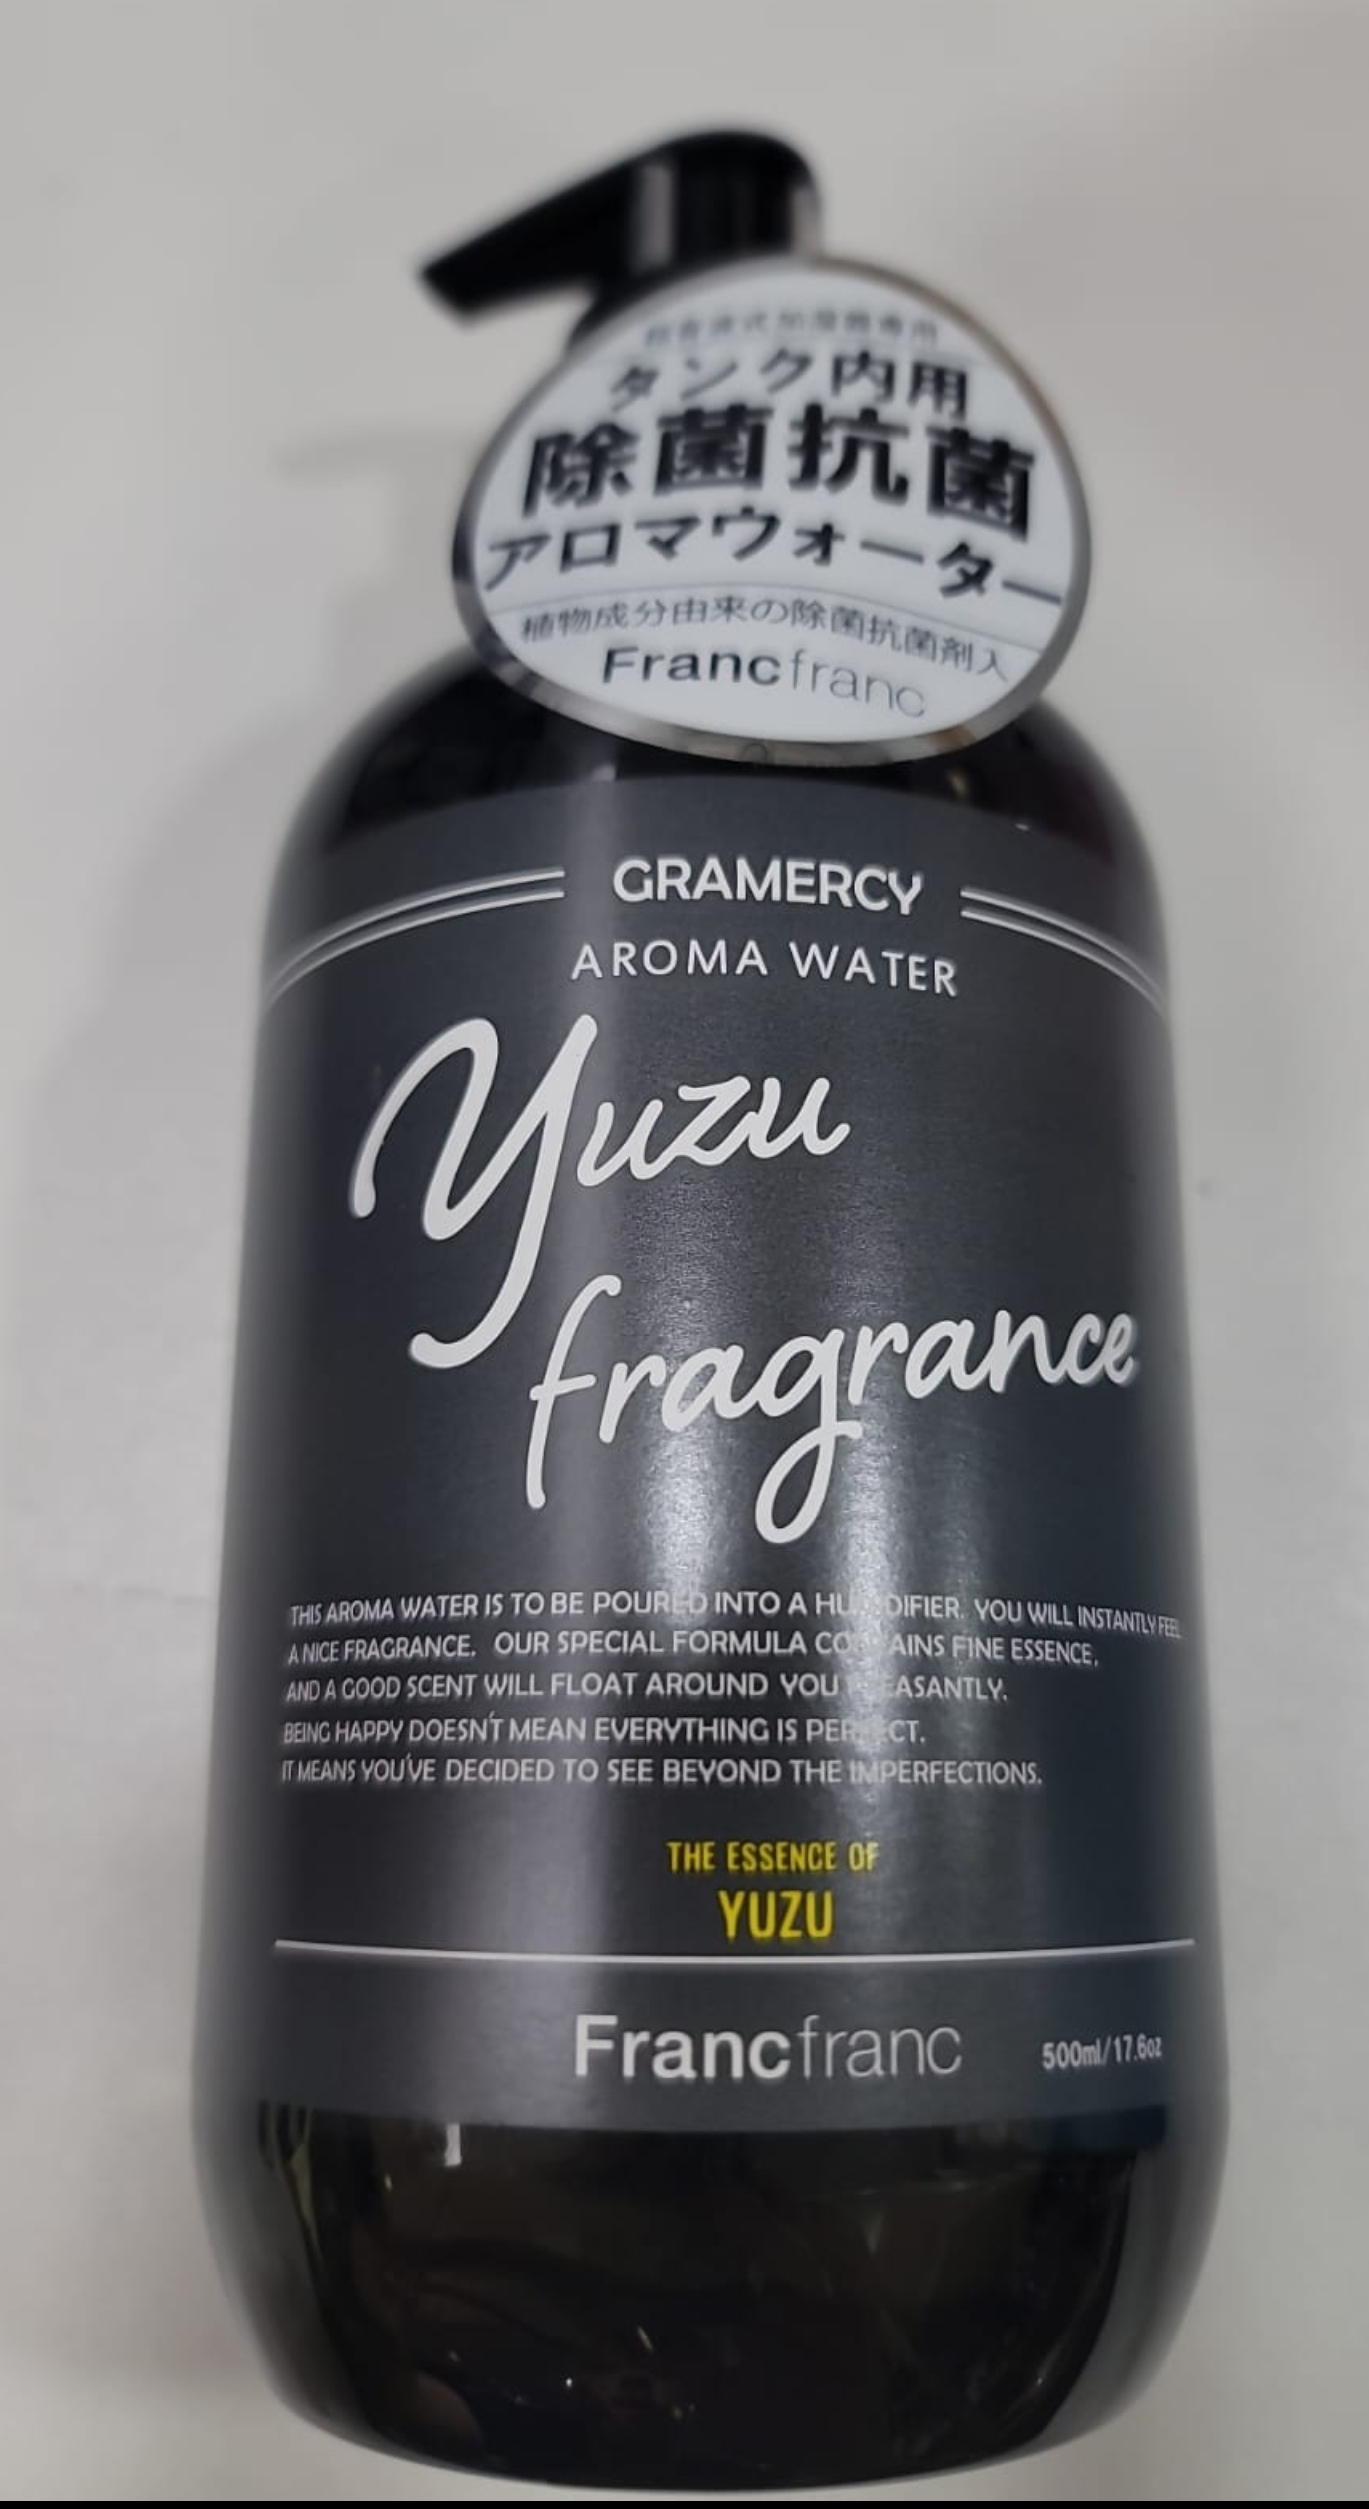 タンク内用
除菌抗菌
アロマウォーター
植物成分由来の除菌抗菌剤入
Francfranc
GRAMERCY
AROMA WATER
Yuzu
fragrance
THIS AROMA WATER IS TO BE POURED INTO A HUMIDIFIER. YOU WILL INSTANTLY FEEL
A NICE FRAGRANCE. OUR SPECIAL FORMULA CONTAINS FINE ESSENCE,
AND A GOOD SCENT WILL FLOAT AROUND YOU PLEASANTLY.
BEING HAPPY DOESN'T MEAN EVERYTHING IS PERFECT.
IT MEANS YOU'VE DECIDED TO SEE BEYOND THE IMPERFECTIONS.
THE ESSENCE OF
YUZU
Francfranc
500ml/17.6oz